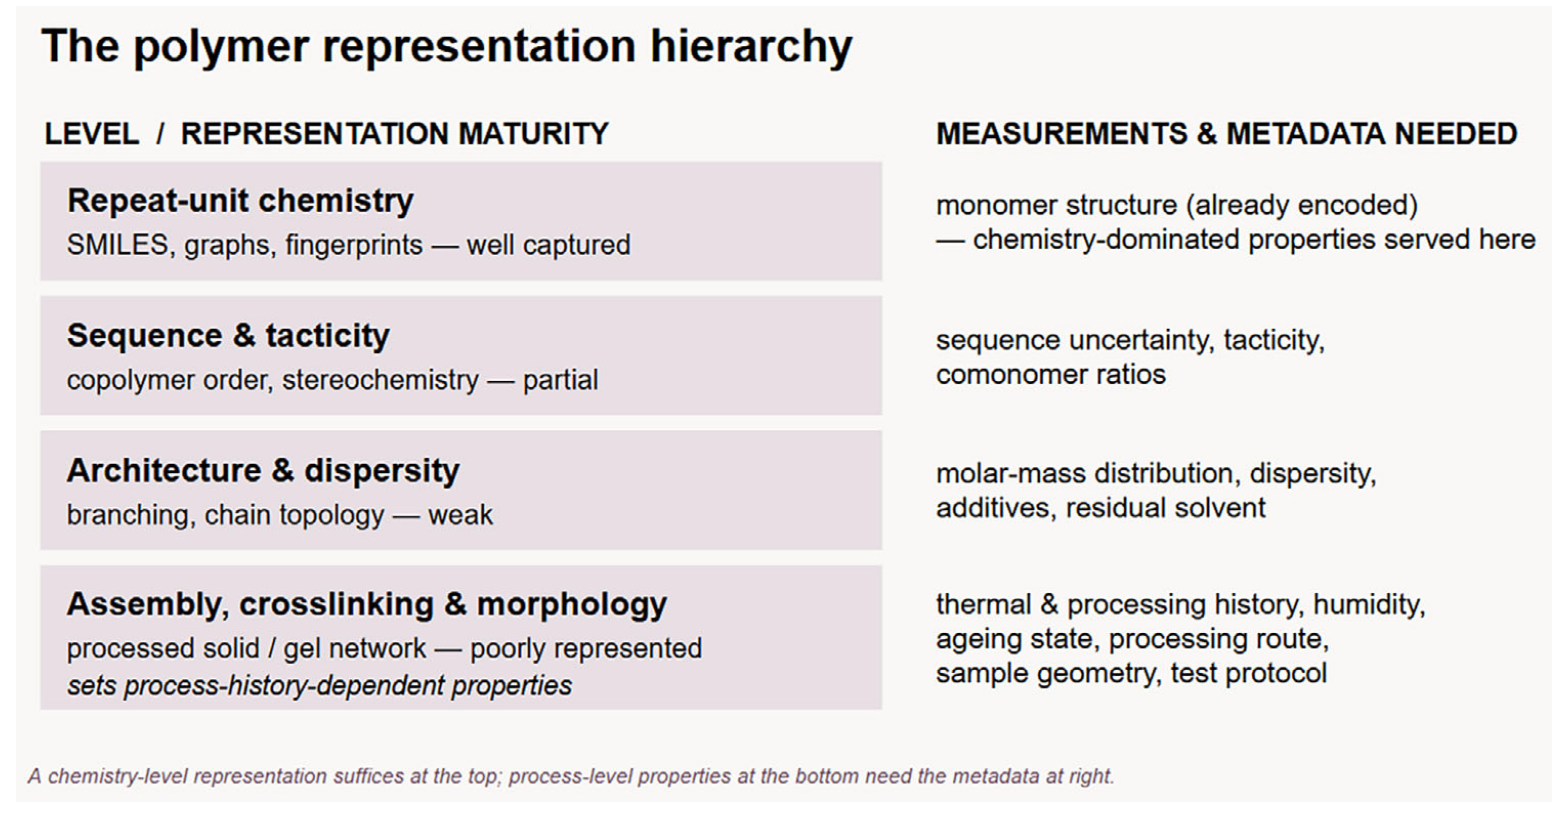 The polymer representation hierarchy
LEVEL / REPRESENTATION MATURITY
MEASUREMENTS & METADATA NEEDED
Repeat-unit chemistry
SMILES, graphs, fingerprints — well captured
monomer structure (already encoded)
— chemistry-dominated properties served here
Sequence & tacticity
copolymer order, stereochemistry — partial
sequence uncertainty, tacticity,
comonomer ratios
Architecture & dispersity
branching, chain topology — weak
molar-mass distribution, dispersity,
additives, residual solvent
Assembly, crosslinking & morphology
processed solid / gel network — poorly represented
sets process-history-dependent properties
thermal & processing history, humidity,
ageing state, processing route,
sample geometry, test protocol
A chemistry-level representation suffices at the top; process-level properties at the bottom need the metadata at right.